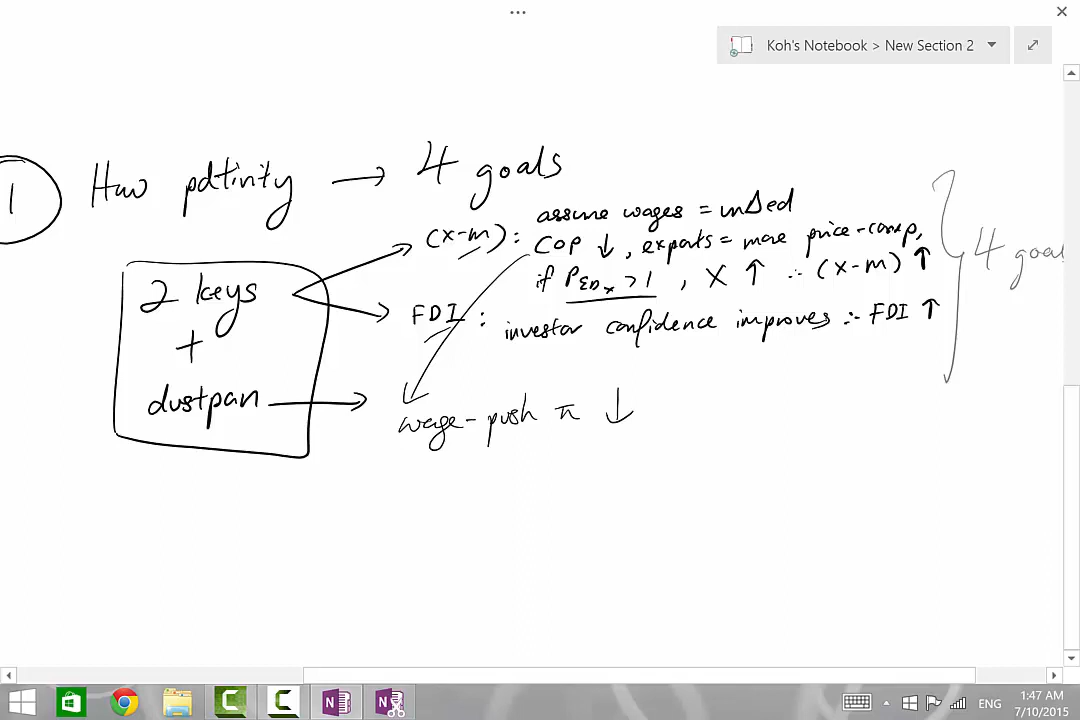 ...
Koh's Notebook > New Section 2
1
How pdtivity → 4 goals
2 keys
+
dustpan
(X-M): assume wages = unΔed
COP ↓, exports = more price-comp,
if PEDx >1, X ↑ ∴ (X-M) ↑
FDI : investor confidence improves ∴ FDI ↑
wage-push π ↓
4 goal
ENG
1:47 AM
7/10/2015